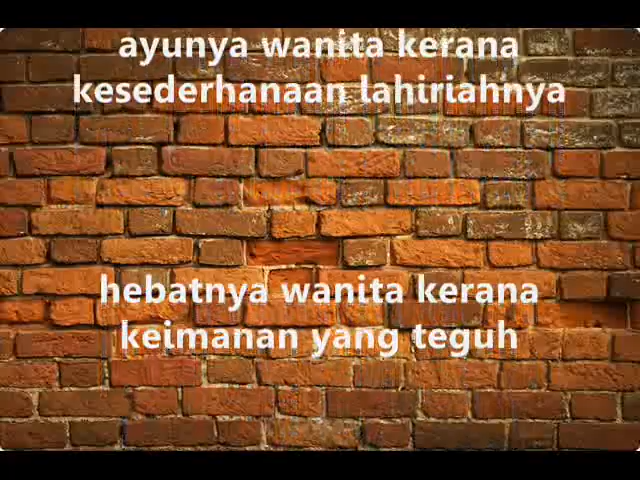 ayunya wanita kerana
kesederhanaan lahiriahnya
hebatnya wanita kerana
keimanan yang teguh